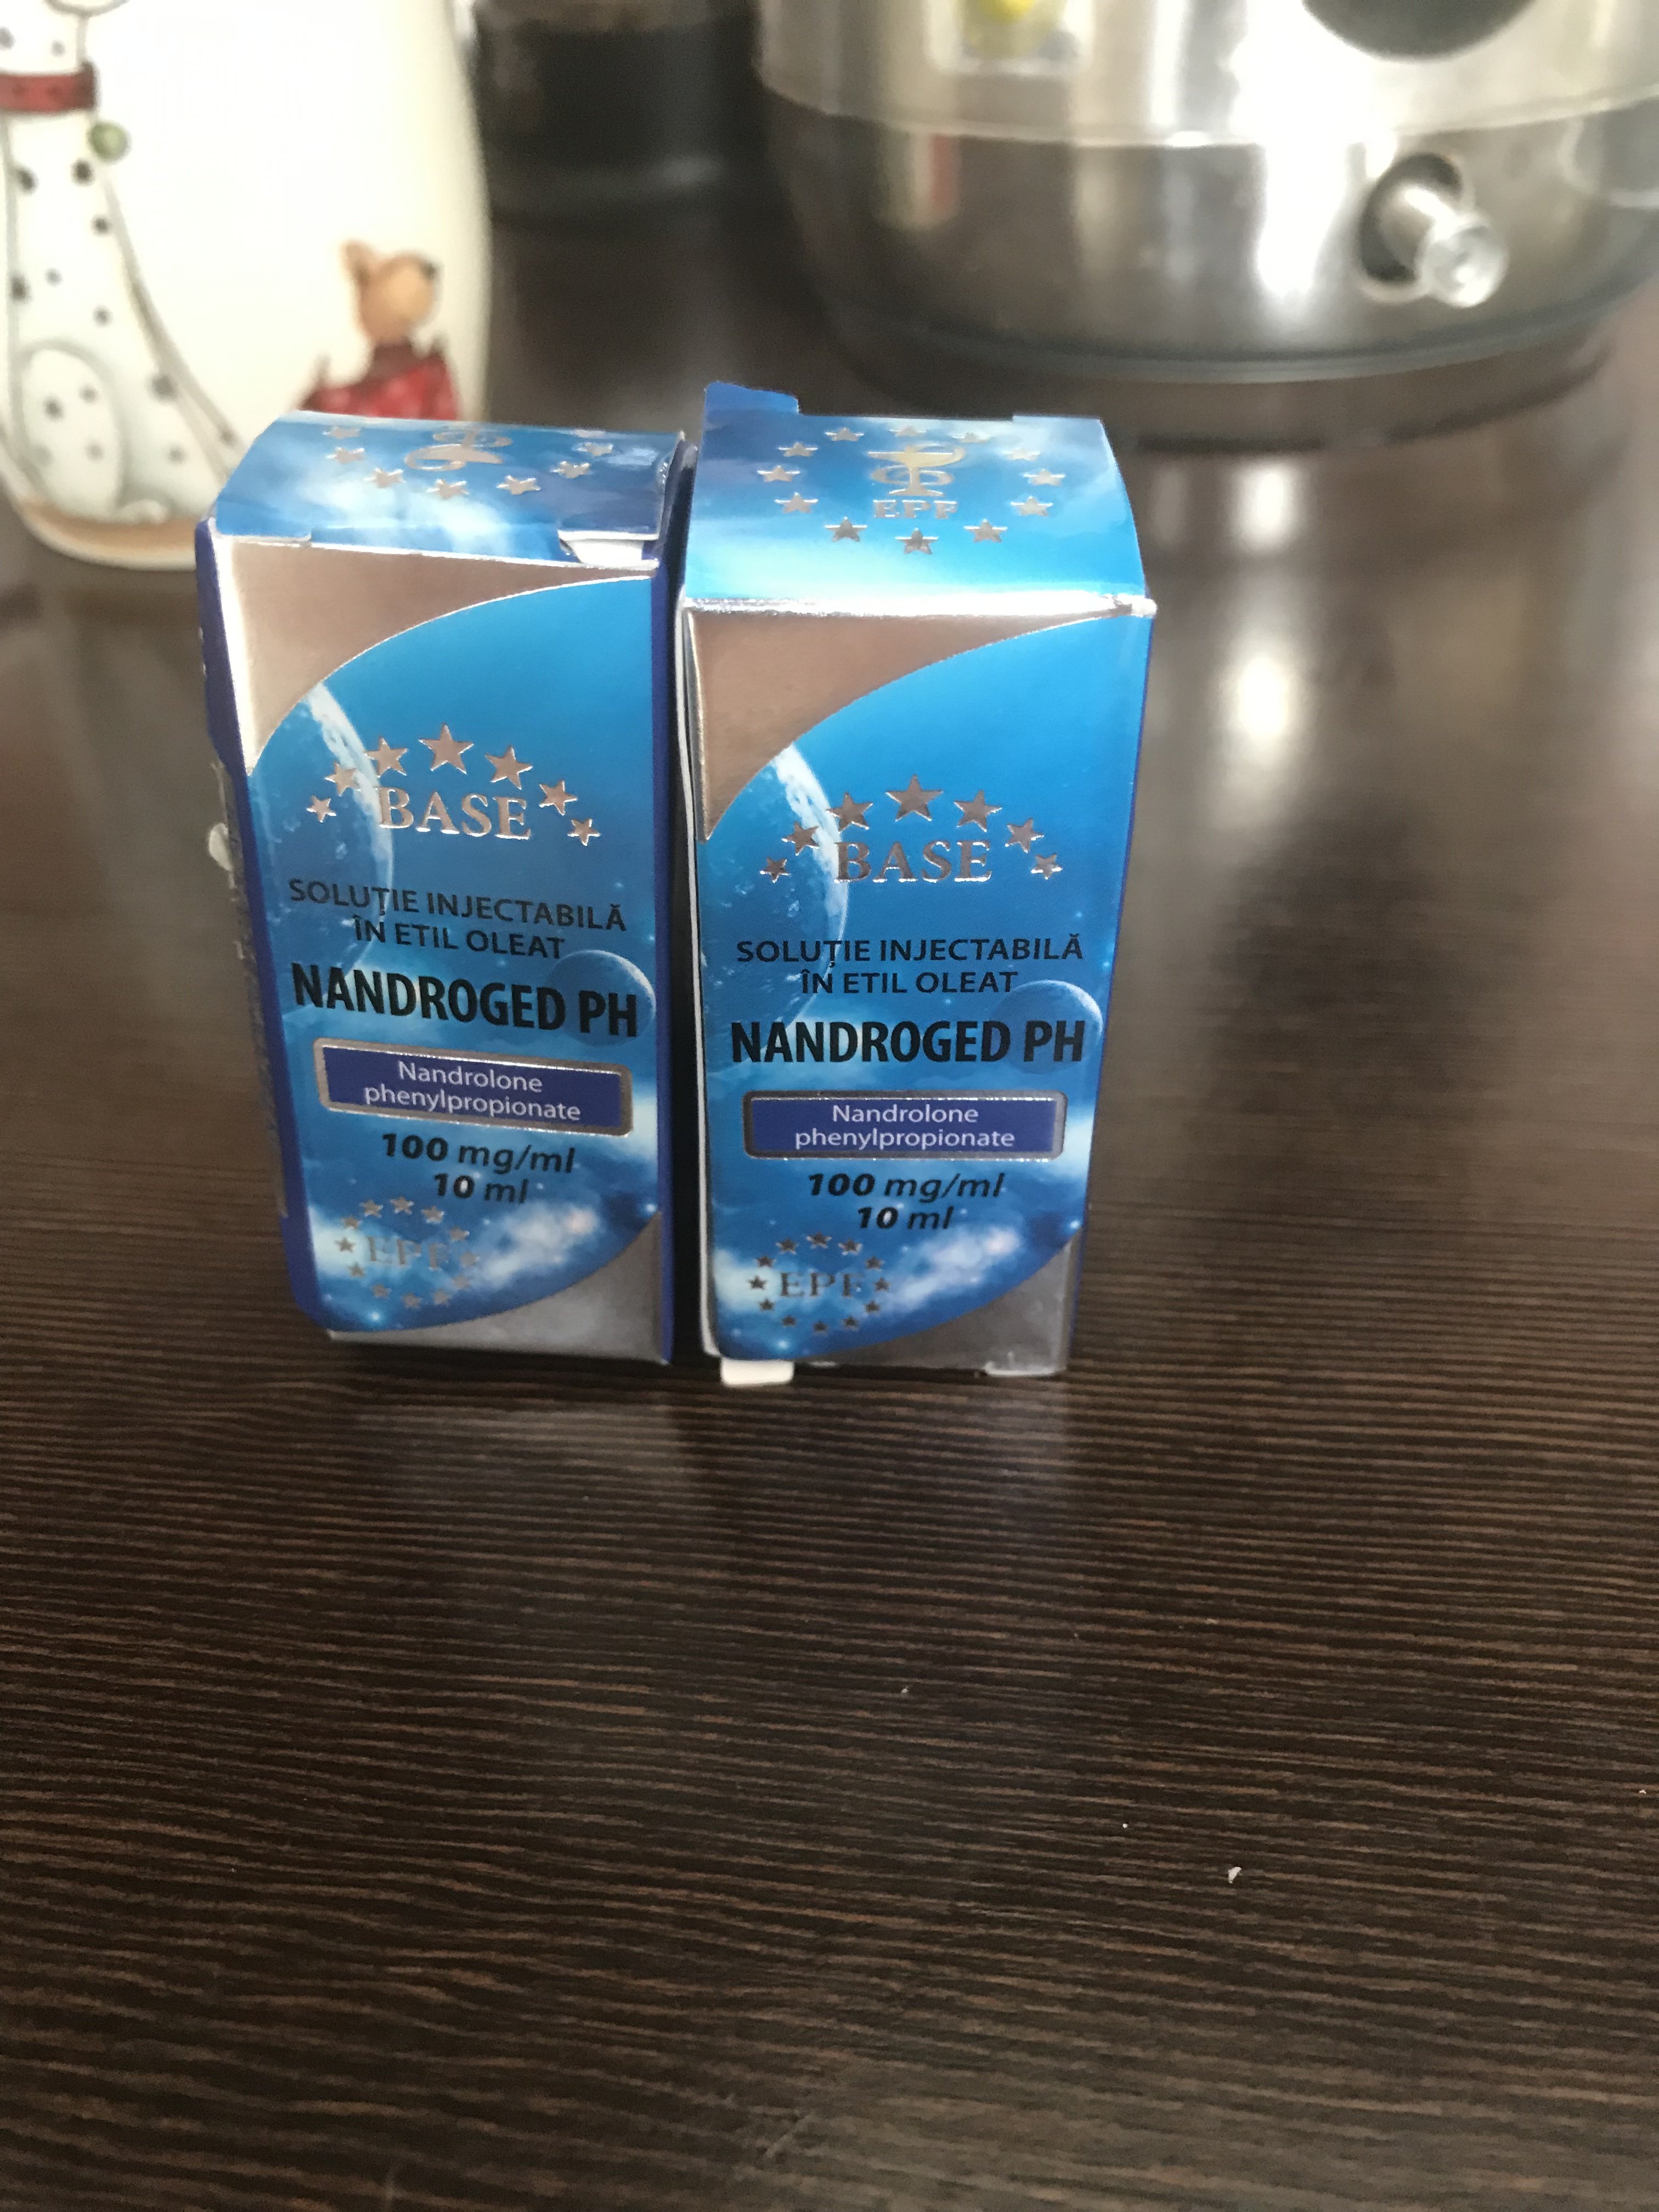 BASE
SOLUȚIE INJECTABILĂ
ÎN ETIL OLEAT
NANDROGED PH
Nandrolone
phenylpropionate
100 mg/ml
10 ml
EPF
EPF
BASE
SOLUȚIE INJECTABILĂ
ÎN ETIL OLEAT
NANDROGED PH
Nandrolone
phenylpropionate
100 mg/ml
10 ml
EPF